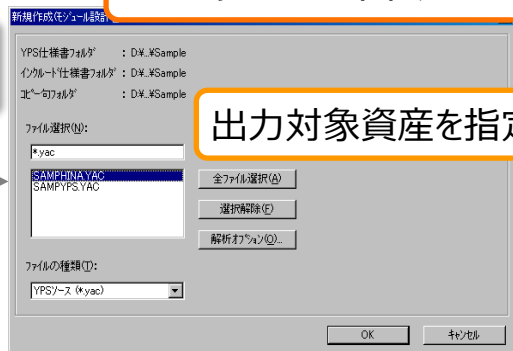 新規作成(モジュール設計
YPS仕様書フォルダ : D¥..¥Sample
インクルード仕様書フォルダ : D¥..¥Sample
コピー句フォルダ : D¥..¥Sample
出力対象資産を指定
ファイル選択(N):
*.yac
SAMPHINA.YAC
SAMPYPS.YAC
全ファイル選択(A)
選択解除(F)
解析オプション(O)...
ファイルの種類(T):
YPSソース (*.yac)
OK
キャンセル